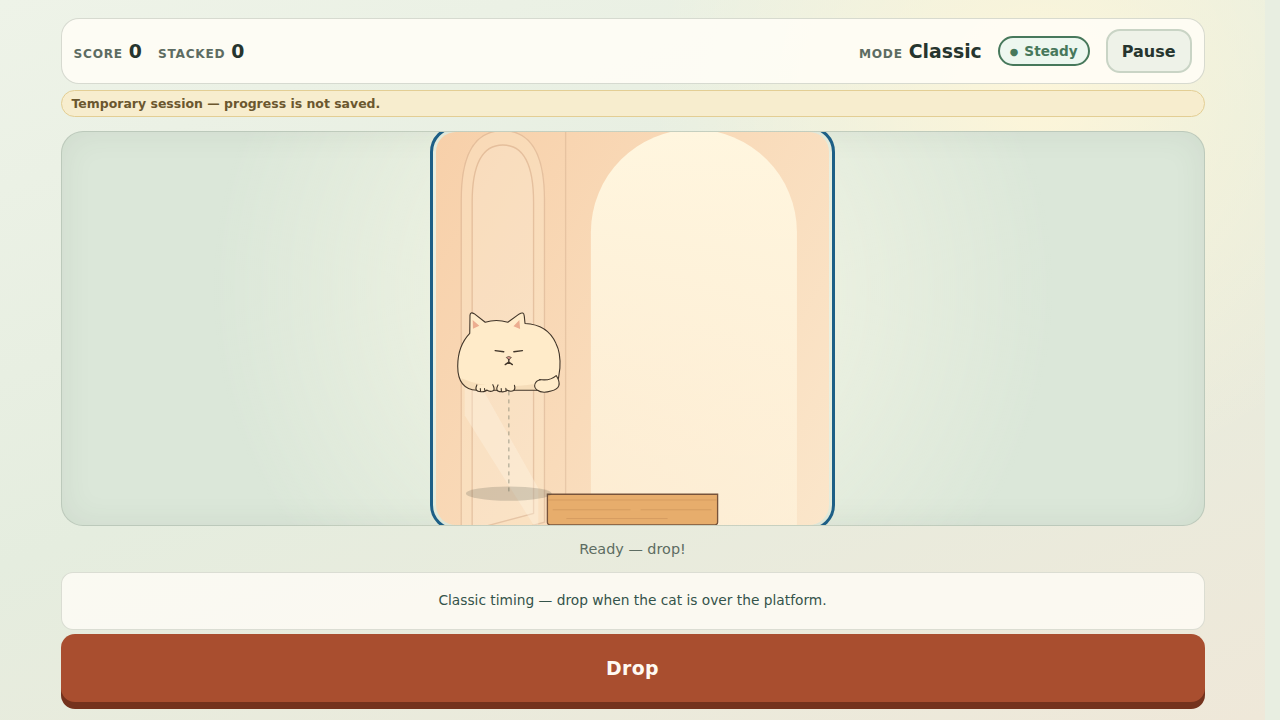 SCORE 0 STACKED 0 MODE Classic ● Steady Pause
Temporary session — progress is not saved.
Ready — drop!
Classic timing — drop when the cat is over the platform.
Drop